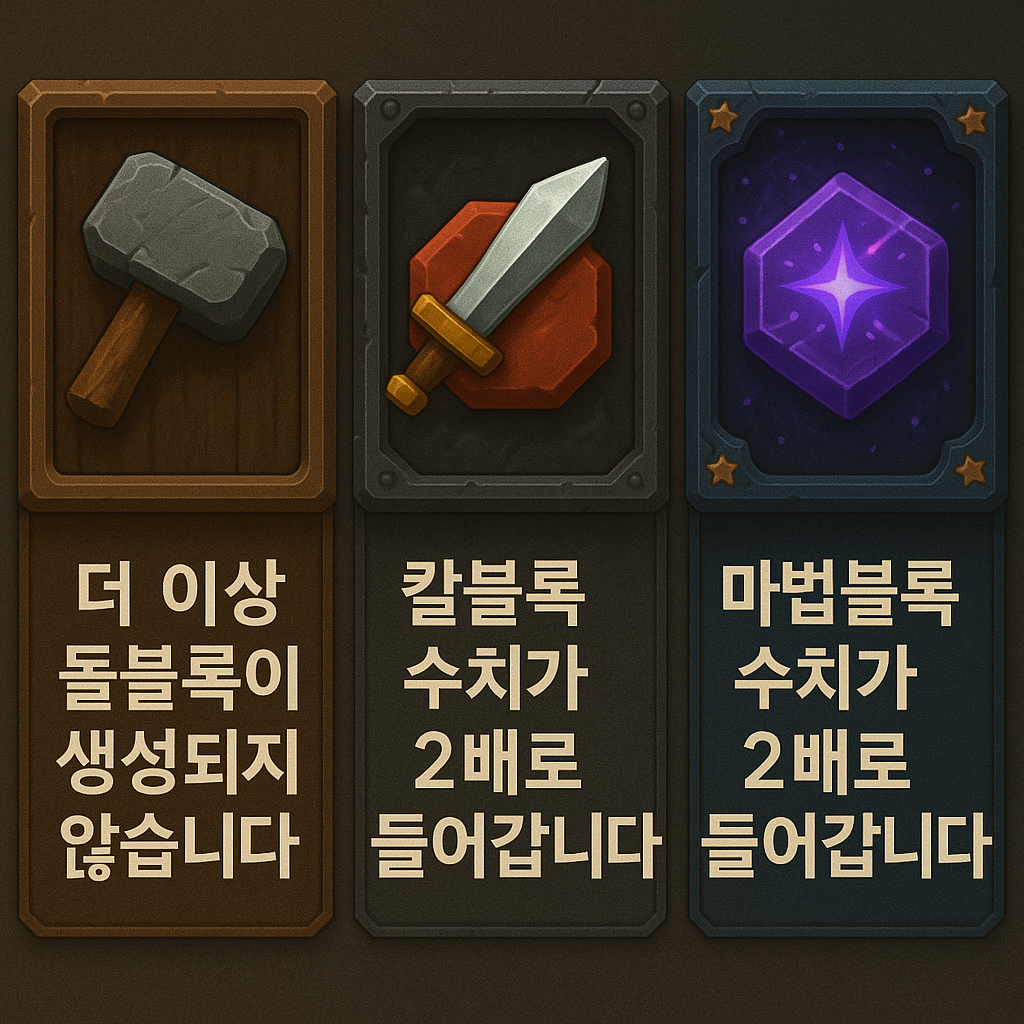 더 이상
돌블록이
생성되지
않습니다
칼블록
수치가
2배로
들어갑니다
마법블록
수치가
2배로
들어갑니다